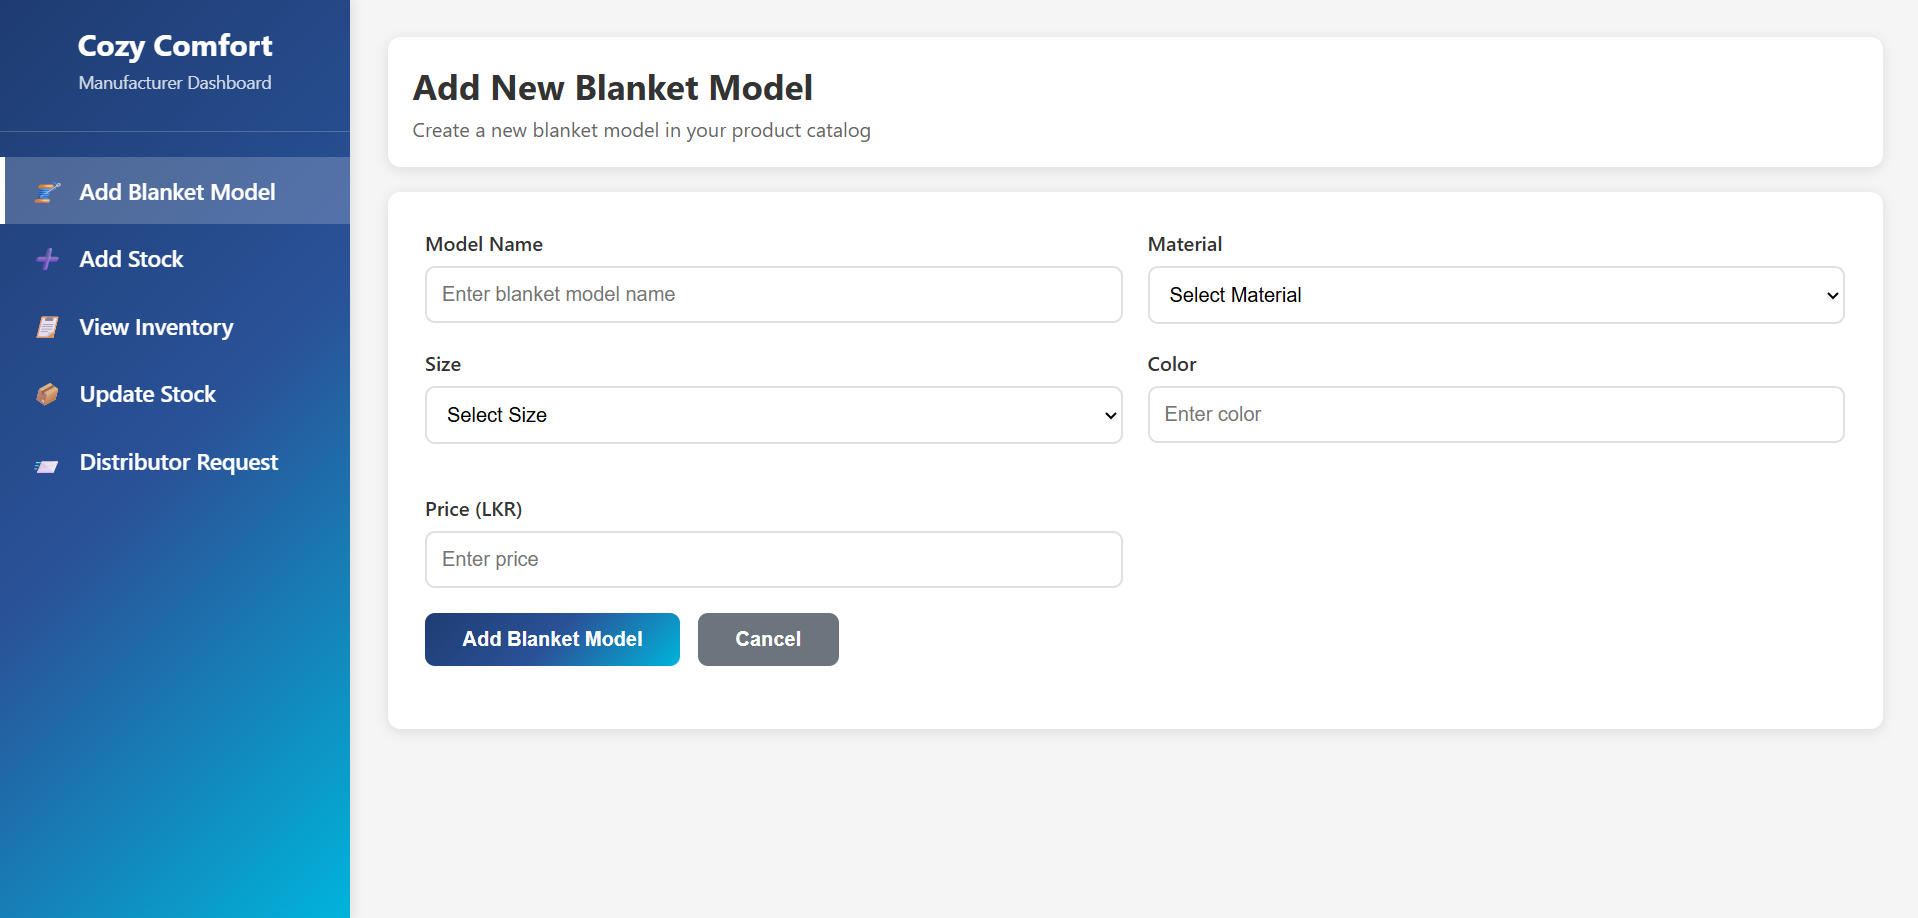 Cozy Comfort
Manufacturer Dashboard
Add Blanket Model
Add Stock
View Inventory
Update Stock
Distributor Request
Add New Blanket Model
Create a new blanket model in your product catalog
Model Name
Enter blanket model name
Material
Select Material
Size
Select Size
Color
Enter color
Price (LKR)
Enter price
Add Blanket Model
Cancel